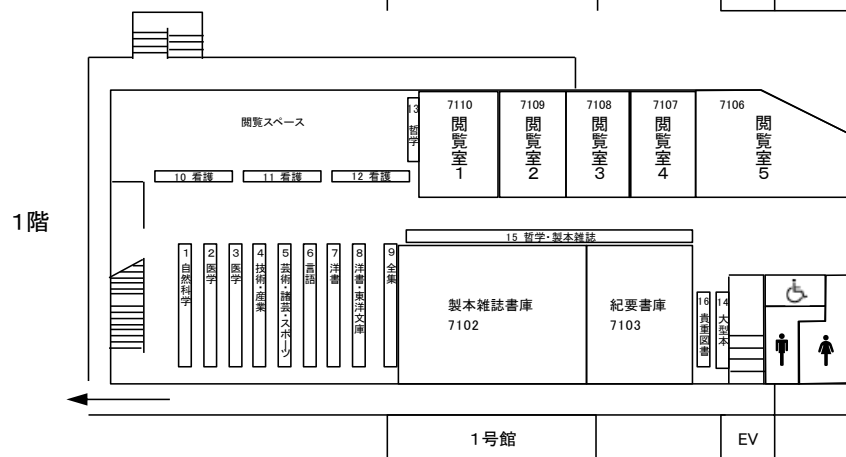 閲覧スペース
13 哲学
7110
閲覧室1
7109
閲覧室2
7108
閲覧室3
7107
閲覧室4
7106
閲覧室5
10 看護
11 看護
12 看護
1階
15 哲学・製本雑誌
1 自然科学
2 医学
3 医学
4 技術・産業
5 芸術・諸芸・スポーツ
6 言語
7 洋書
8 洋書・東洋文庫
9 全集
製本雑誌書庫
7102
紀要書庫
7103
16 貴重図書
14 大型本
1号館
EV